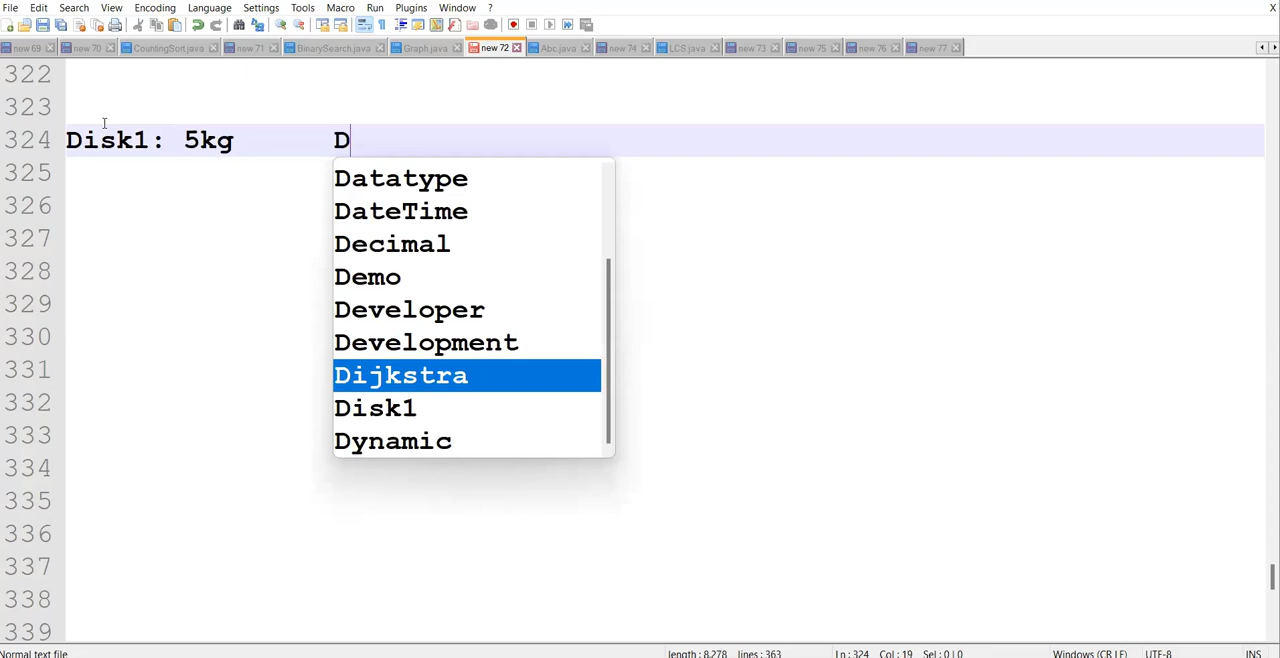 File Edit Search View Encoding Language Settings Tools Macro Run Plugins Window ? X
new 69 new 70 CountingSort.java new 71 BinarySearch.java Graph.java new 72 Abc.java new 74 LCS.java new 73 new 75 new 76 new 77
322
323
324 Disk1: 5kg D
325 Datatype
326 DateTime
327 Decimal
328 Demo
329 Developer
330 Development
331 Dijkstra
332 Disk1
333 Dynamic
334
335
336
337
338
339
Normal text file length : 8,278 lines : 363 Ln : 324 Col : 19 Sel : 0 | 0 Windows (CR LF) UTF-8 INS